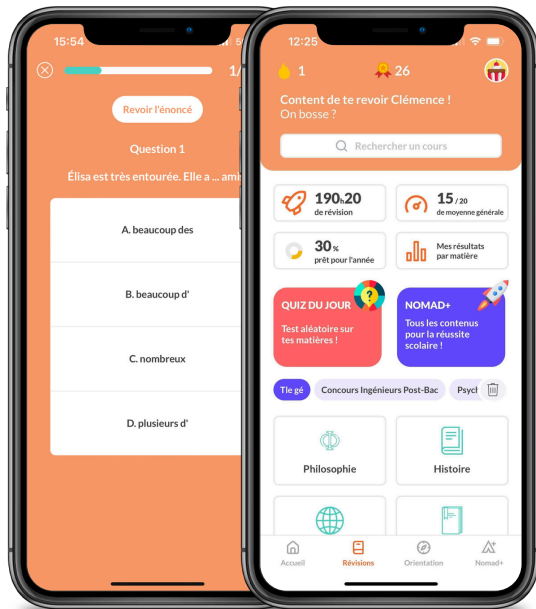 15:54
1/
Revoir l'énoncé
Question 1
Élisa est très entourée. Elle a ... ami
A. beaucoup des
B. beaucoup d'
C. nombreux
D. plusieurs d'
12:25
1
26
Content de te revoir Clémence !
On bosse ?
Rechercher un cours
190h20
de révision
15 / 20
de moyenne générale
30 %
prêt pour l'année
Mes résultats
par matière
QUIZ DU JOUR
Test aléatoire sur
tes matières !
NOMAD+
Tous les contenus
pour la réussite
scolaire !
Tle gé
Concours Ingénieurs Post-Bac
Psych
Philosophie
Histoire
Accueil
Révisions
Orientation
Nomad+